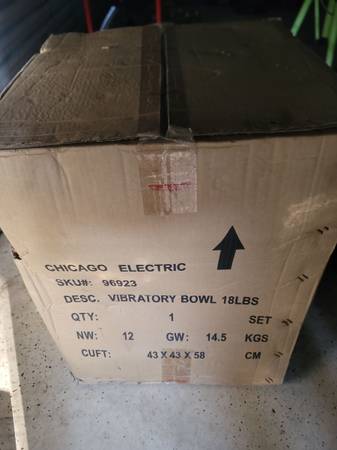 CHICAGO ELECTRIC
SKU#: 96923
DESC. VIBRATORY BOWL 18LBS
QTY: 1 SET
NW: 12 GW: 14.5 KGS
CUFT: 43 X 43 X 58 CM